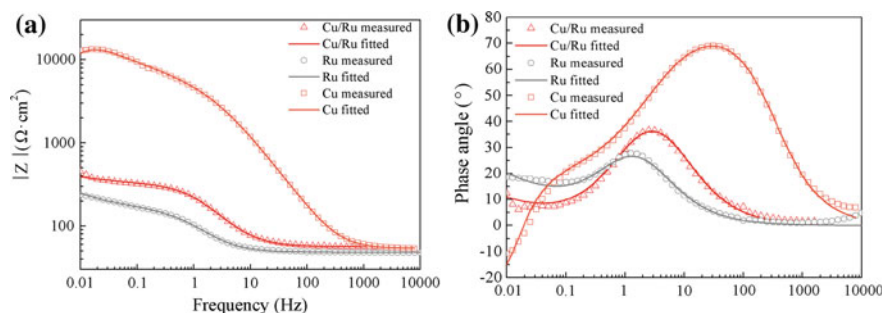 (a)
10000
1000
100
|Z|(Ω·cm²)
Cu/Ru measured
Cu/Ru fitted
Ru measured
Ru fitted
Cu measured
Cu fitted
0.01 0.1 1 10 100 1000 10000
Frequency (Hz)
(b)
80
70
60
50
40
30
20
10
0
-10
-20
Phase angle (°)
Cu/Ru measured
Cu/Ru fitted
Ru measured
Ru fitted
Cu measured
Cu fitted
0.01 0.1 1 10 100 1000 10000